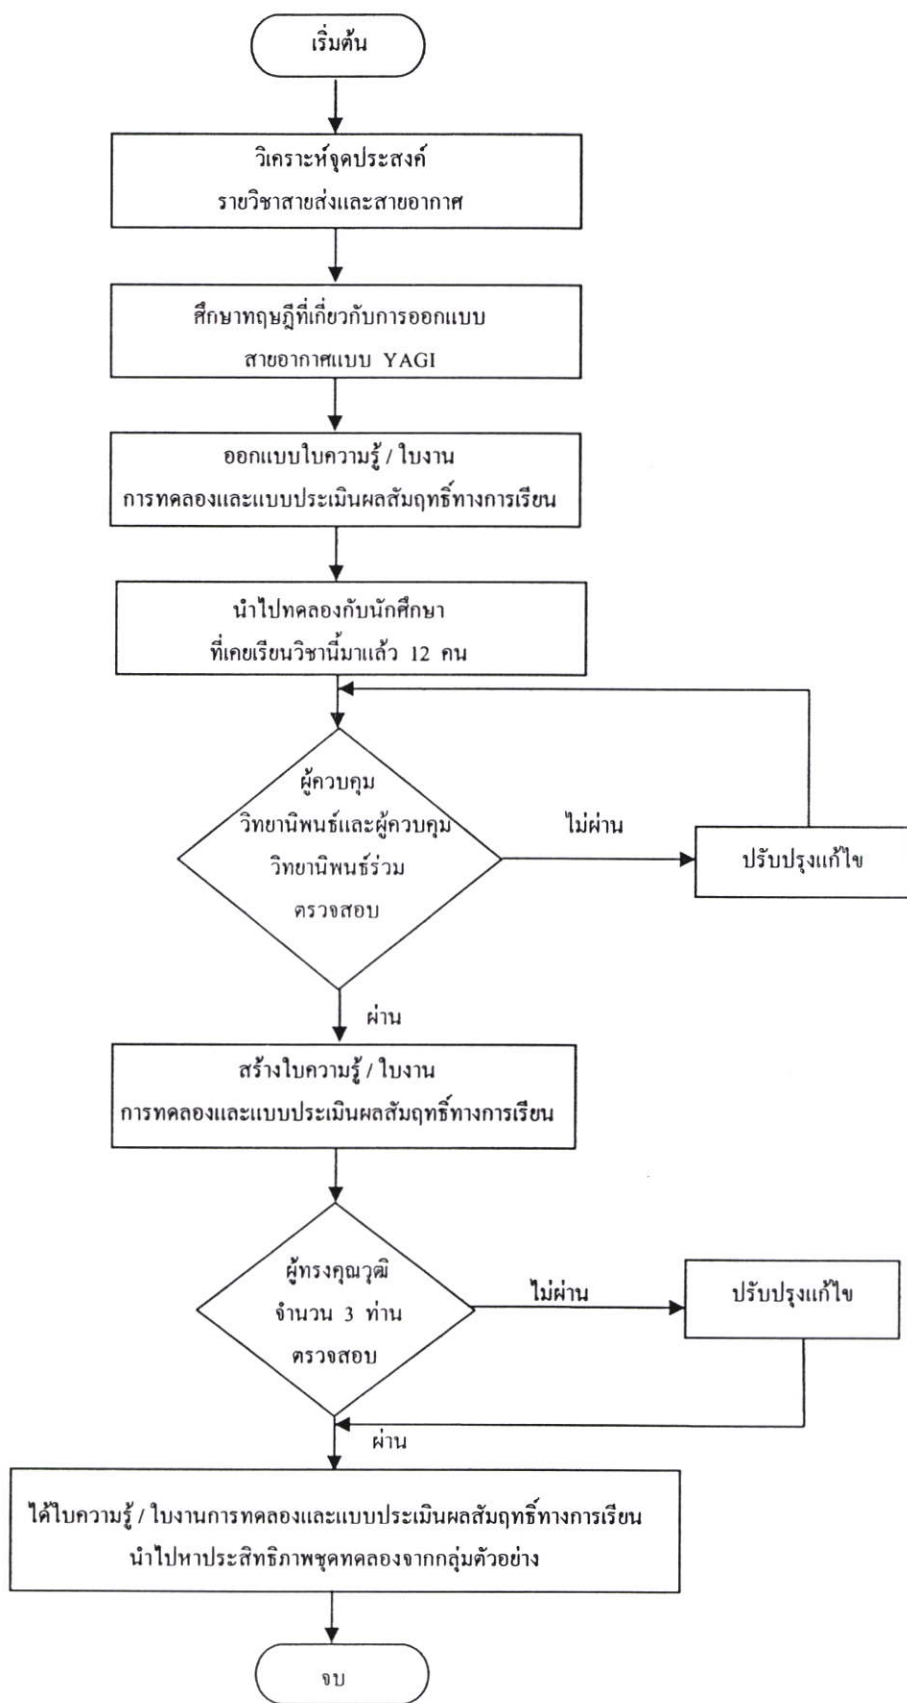 เริ่มต้น
วิเคราะห์จุดประสงค์
รายวิชาสายส่งและสายอากาศ
ศึกษาทฤษฎีที่เกี่ยวกับการออกแบบ
สายอากาศแบบ YAGI
ออกแบบใบความรู้ / ใบงาน
การทดลองและแบบประเมินผลสัมฤทธิ์ทางการเรียน
นำไปทดลองกับนักศึกษา
ที่เคยเรียนวิชานี้มาแล้ว 12 คน
ผู้ควบคุม
วิทยานิพนธ์และผู้ควบคุม
วิทยานิพนธ์ร่วม
ตรวจสอบ
ไม่ผ่าน
ปรับปรุงแก้ไข
ผ่าน
สร้างใบความรู้ / ใบงาน
การทดลองและแบบประเมินผลสัมฤทธิ์ทางการเรียน
ผู้ทรงคุณวุฒิ
จำนวน 3 ท่าน
ตรวจสอบ
ไม่ผ่าน
ปรับปรุงแก้ไข
ผ่าน
ได้ใบความรู้ / ใบงานการทดลองและแบบประเมินผลสัมฤทธิ์ทางการเรียน
นำไปหาประสิทธิภาพชุดทดลองจากกลุ่มตัวอย่าง
จบ